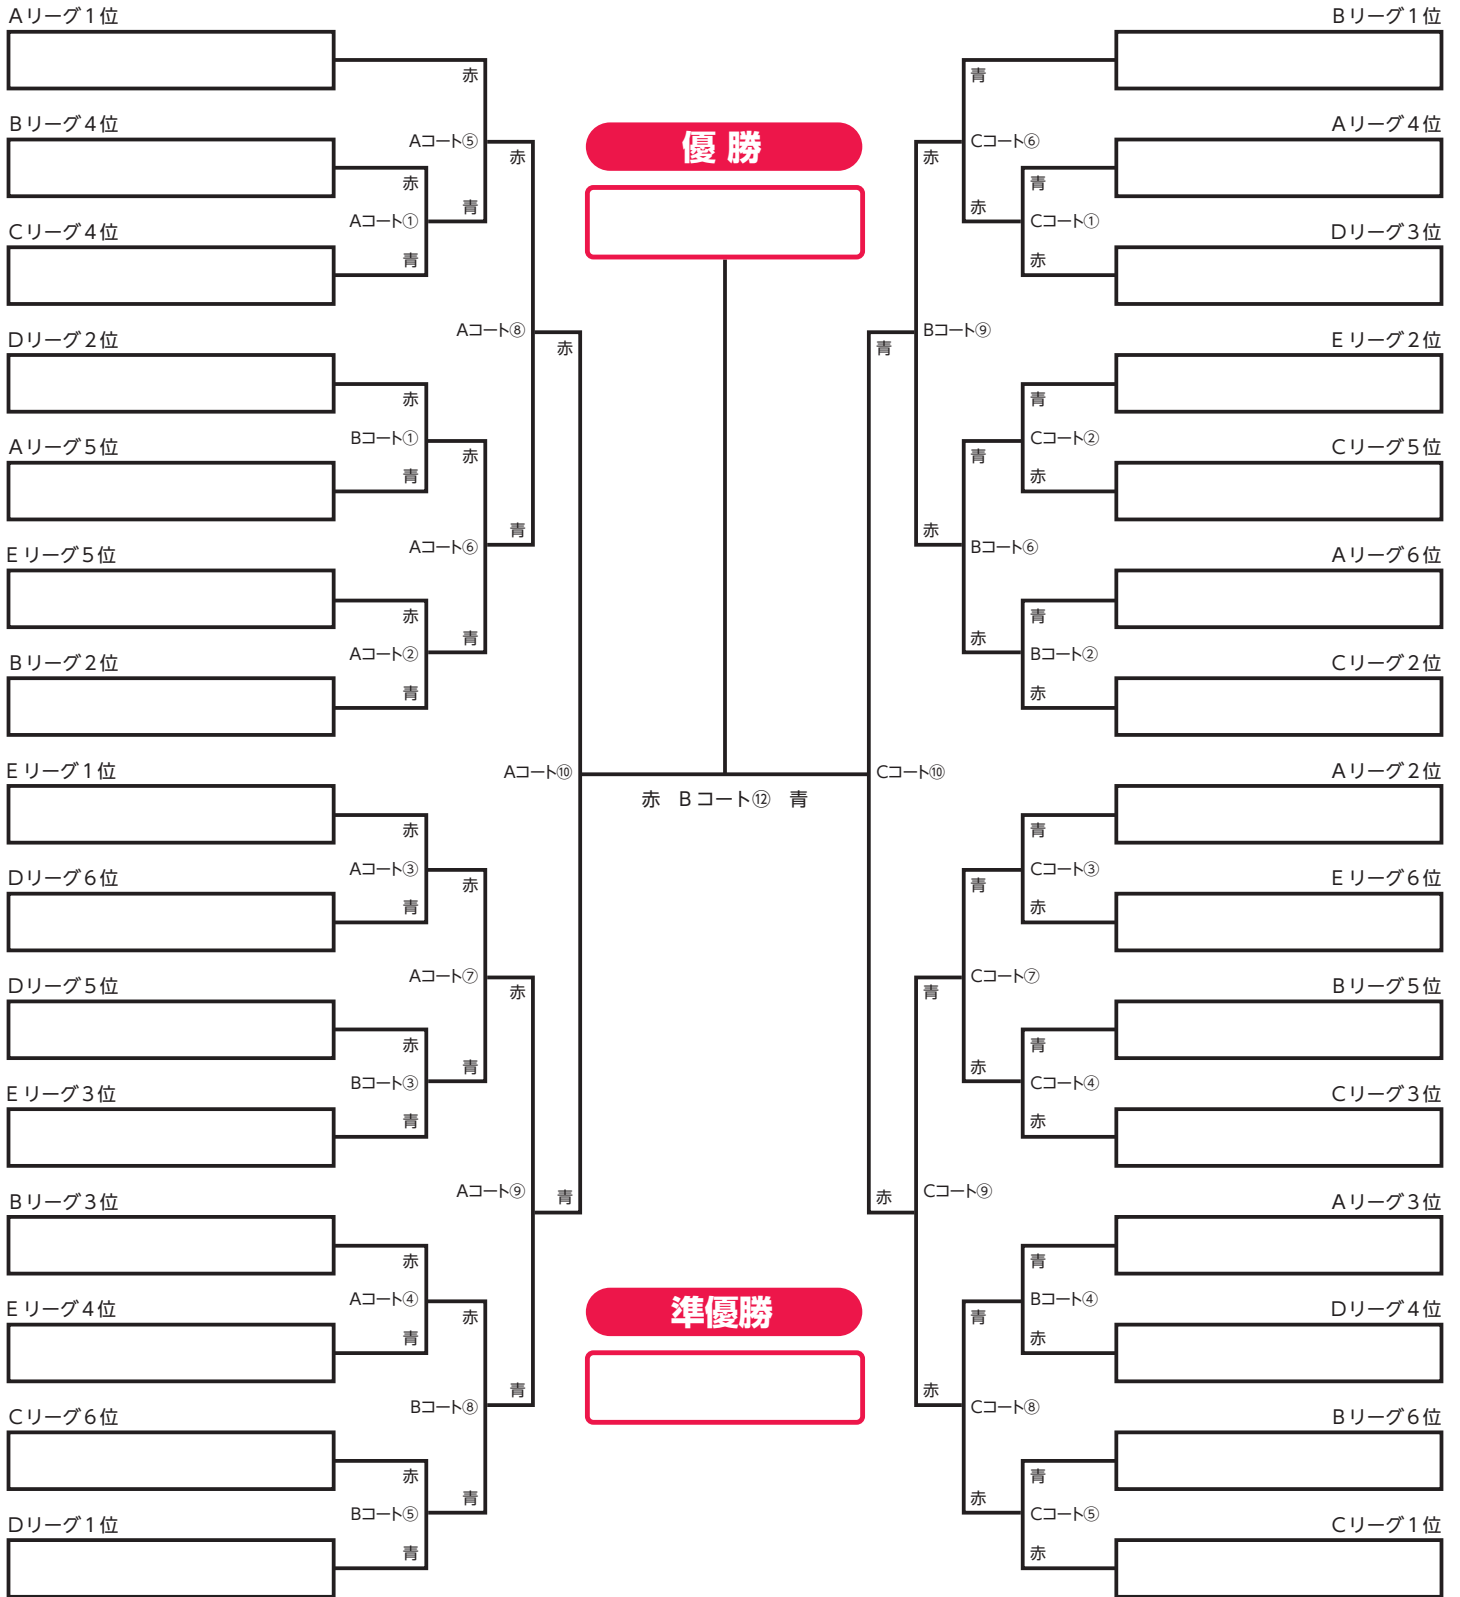 Aリーグ1位
赤
Bリーグ4位
Aコート⑤
赤
赤
Aコート①
青
Cリーグ4位
青
Dリーグ2位
Aコート⑧
赤
赤
Bコート①
赤
Aリーグ5位
青
青
Aコート⑥
Eリーグ5位
赤
青
Aコート②
Bリーグ2位
青
Eリーグ1位
Aコート⑩
赤
Aコート③
赤
Dリーグ6位
青
Aコート⑦
赤
Dリーグ5位
赤
青
Bコート③
Eリーグ3位
青
Aコート⑨
青
Bリーグ3位
赤
Aコート④
赤
Eリーグ4位
青
青
Bコート⑧
Cリーグ6位
赤
青
Bコート⑤
Dリーグ1位
青
優勝
赤 Bコート⑫ 青
準優勝
Bリーグ1位
青
Aリーグ4位
Cコート⑥
赤
青
赤
Cコート①
Dリーグ3位
赤
Eリーグ2位
Bコート⑨
青
青
Cコート②
青
Cリーグ5位
赤
赤
Bコート⑥
Aリーグ6位
青
赤
Bコート②
Cリーグ2位
赤
Aリーグ2位
Cコート⑩
青
Cコート③
青
Eリーグ6位
赤
Cコート⑦
青
Bリーグ5位
青
赤
Cコート④
Cリーグ3位
赤
Cコート⑨
赤
Aリーグ3位
青
Bコート④
青
Dリーグ4位
赤
赤
Cコート⑧
Bリーグ6位
青
赤
Cコート⑤
Cリーグ1位
赤